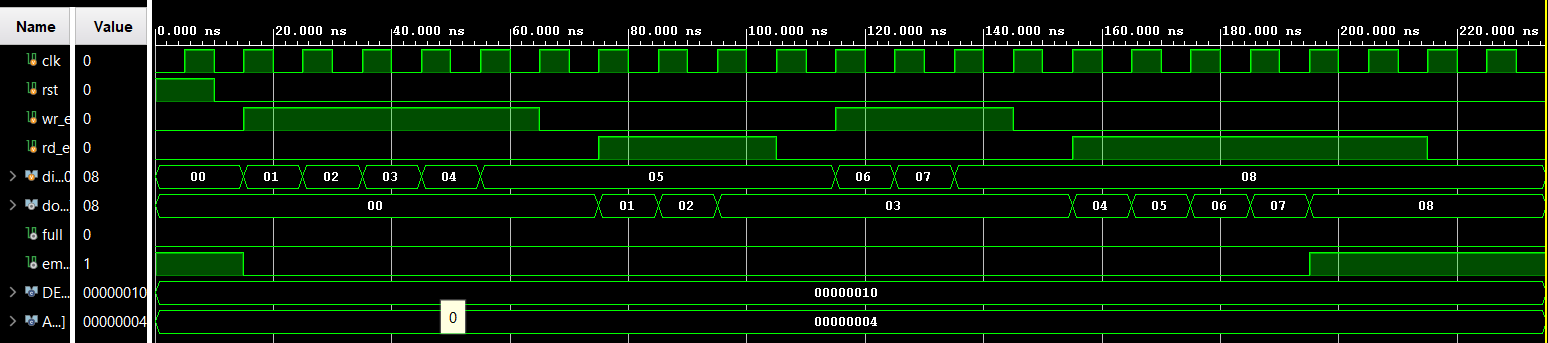 Name Value 0.000 ns 20.000 ns 40.000 ns 60.000 ns 80.000 ns 100.000 ns 120.000 ns 140.000 ns 160.000 ns 180.000 ns 200.000 ns 220.000 ns
clk 0
rst 0
wr_e 0
rd_e 0
di...0 08 00 01 02 03 04 05 06 07 08
do... 08 00 01 02 03 04 05 06 07 08
full 0
em... 1
DE... 00000010 00000010
A...] 00000004 00000004
0